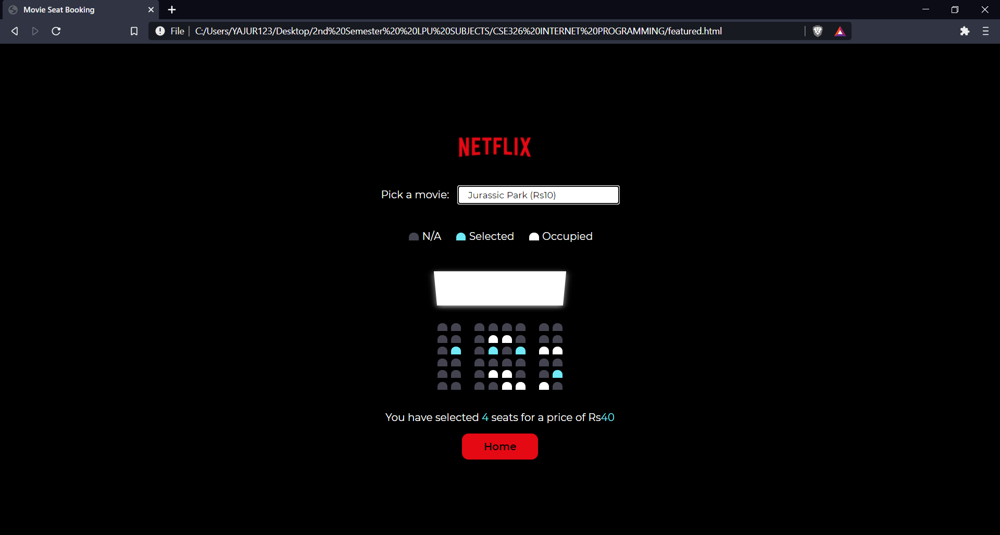 Movie Seat Booking
File C:/Users/YAJUR123/Desktop/2nd%20Semester%20%20LPU%20SUBJECTS/CSE326%20INTERNET%20PROGRAMMING/featured.html
NETFLIX
Pick a movie: Jurassic Park (Rs10)
N/A Selected Occupied
You have selected 4 seats for a price of Rs40
Home